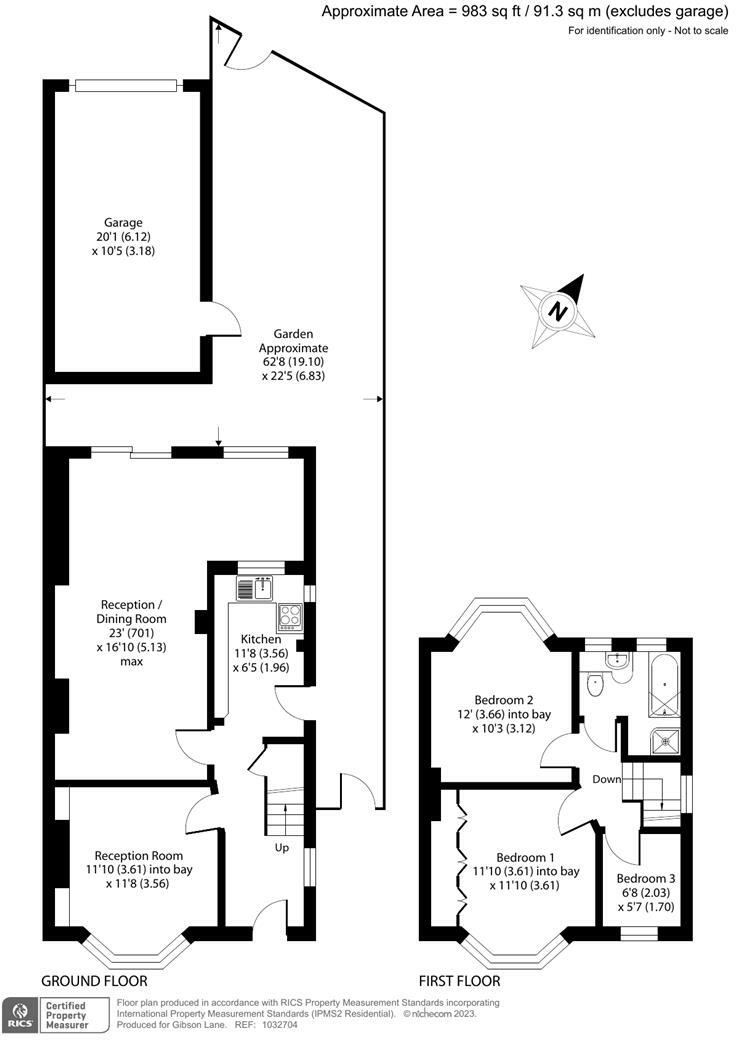 Approximate Area = 983 sq ft / 91.3 sq m (excludes garage)
For identification only - Not to scale
Garage
20'1 (6.12)
x 10'5 (3.18)
N
Garden
Approximate
62'8 (19.10)
x 22'5 (6.83)
Reception /
Dining Room
23' (701)
x 16'10 (5.13)
max
Kitchen
11'8 (3.56)
x 6'5 (1.96)
Up
Reception Room
11'10 (3.61) into bay
x 11'8 (3.56)
GROUND FLOOR
Bedroom 2
12' (3.66) into bay
x 10'3 (3.12)
Down
Bedroom 1
11'10 (3.61) into bay
x 11'10 (3.61)
Bedroom 3
6'8 (2.03)
x 5'7 (1.70)
FIRST FLOOR
RICS
Certified
Property
Measurer
Floor plan produced in accordance with RICS Property Measurement Standards incorporating
International Property Measurement Standards (IPMS2 Residential). © nichecom 2023.
Produced for Gibson Lane. REF: 1032704